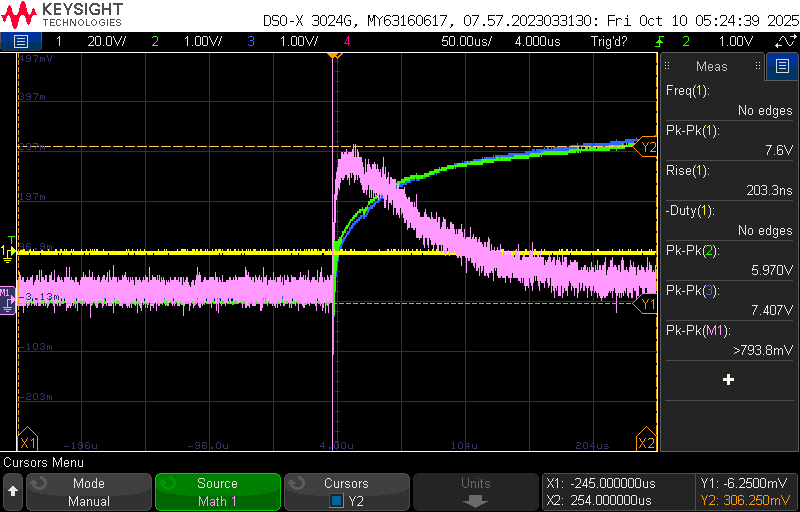 KEYSIGHT
TECHNOLOGIES
DSO-X 3024G, MY63160617, 07.57.2023033130: Fri Oct 10 05:24:39 2025
1 20.0V/ 2 1.00V/ 3 1.00V/ 4 50.00us/ 4.000us Trig'd? 2 1.00V
497mV
397m
197m
-3.13m
-103m
-203m
-196u -96.0u 4.00u 104u 204us
1
T
M1
Y2
Y1
X1
X2
Meas
Freq(1):
No edges
Pk-Pk(1):
7.6V
Rise(1):
203.3ns
-Duty(1):
No edges
Pk-Pk(2):
5.970V
Pk-Pk(3):
7.407V
Pk-Pk(M1):
>793.8mV
Cursors Menu
Mode
Manual
Source
Math 1
Cursors
Y2
Units
X1: -245.000000us
X2: 254.000000us
Y1: -6.2500mV
Y2: 306.250mV